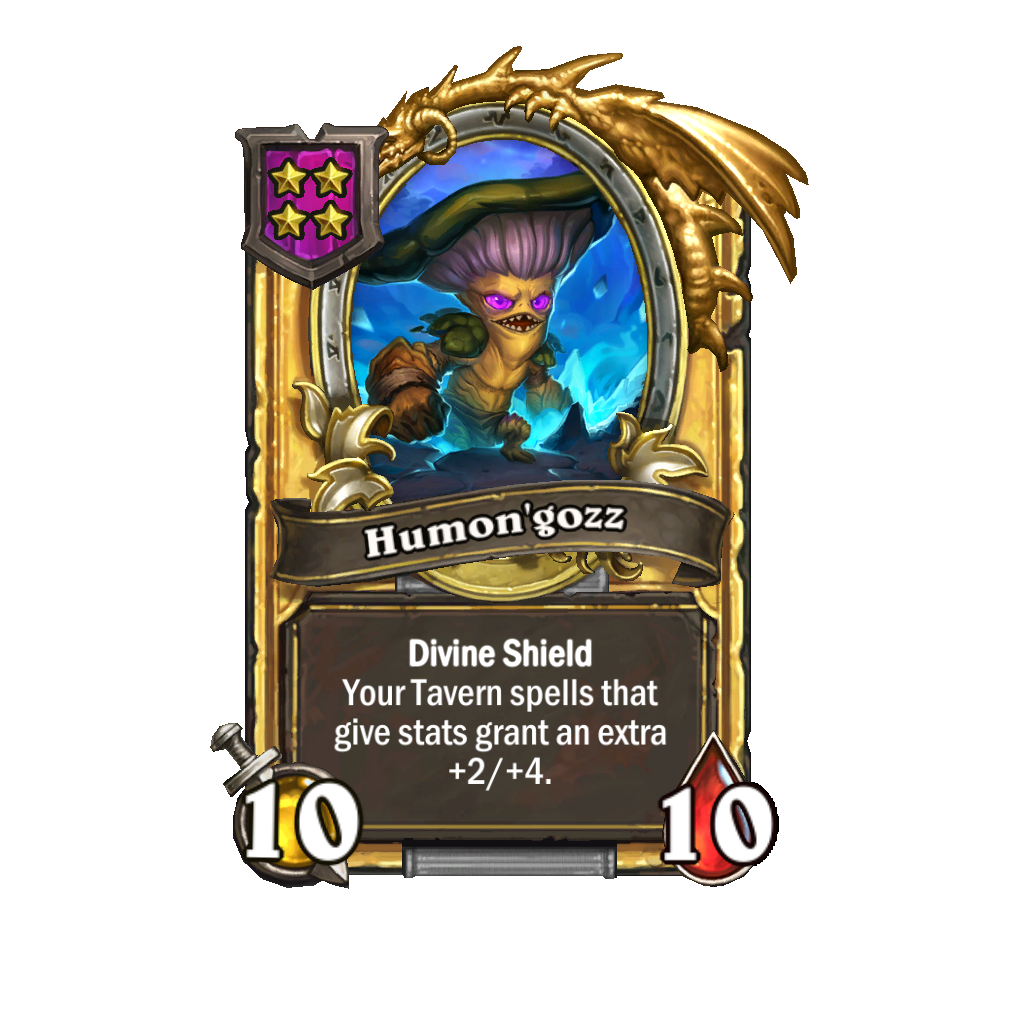 Humon'gozz
Divine Shield
Your Tavern spells that
give stats grant an extra
+2/+4.
10
10